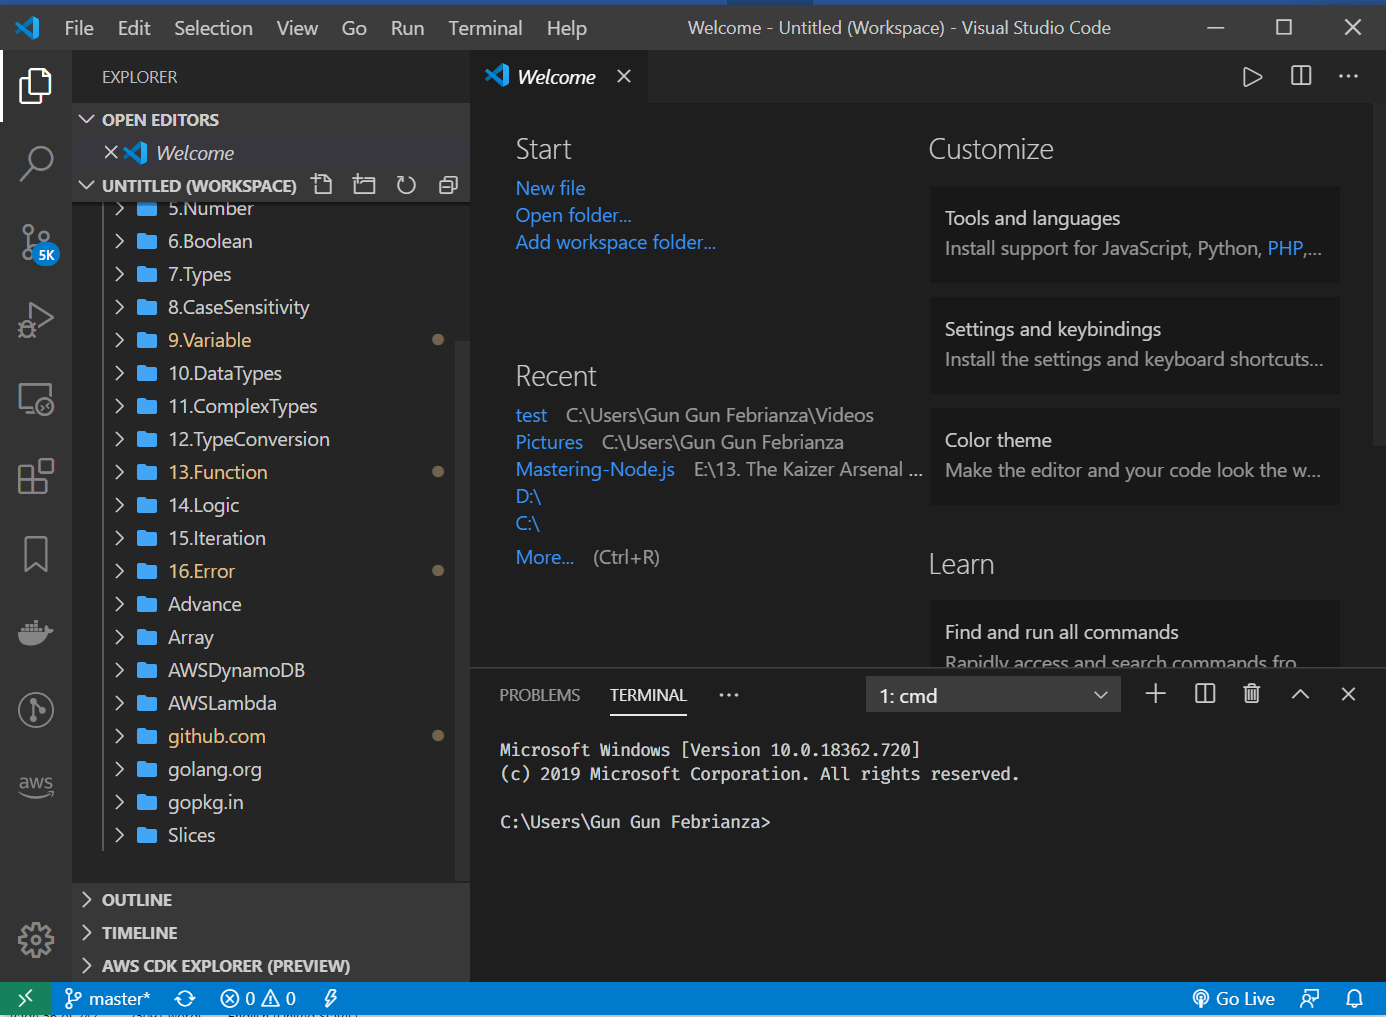 File Edit Selection View Go Run Terminal Help Welcome - Untitled (Workspace) - Visual Studio Code
EXPLORER
OPEN EDITORS
Welcome
UNTITLED (WORKSPACE)
5.Number
6.Boolean
7.Types
8.CaseSensitivity
9.Variable
10.DataTypes
11.ComplexTypes
12.TypeConversion
13.Function
14.Logic
15.Iteration
16.Error
Advance
Array
AWSDynamoDB
AWSLambda
github.com
golang.org
gopkg.in
Slices
OUTLINE
TIMELINE
AWS CDK EXPLORER (PREVIEW)
5K
aws
Welcome
Start
New file
Open folder...
Add workspace folder...
Recent
test C:\Users\Gun Gun Febrianza\Videos
Pictures C:\Users\Gun Gun Febrianza
Mastering-Node.js E:\13. The Kaizer Arsenal ...
D:\
C:\
More... (Ctrl+R)
Customize
Tools and languages
Install support for JavaScript, Python, PHP,...
Settings and keybindings
Install the settings and keyboard shortcuts...
Color theme
Make the editor and your code look the w...
Learn
Find and run all commands
Rapidly access and search commands fro
PROBLEMS TERMINAL ... 1: cmd
Microsoft Windows [Version 10.0.18362.720]
(c) 2019 Microsoft Corporation. All rights reserved.
C:\Users\Gun Gun Febrianza>
master* 0 0 Go Live